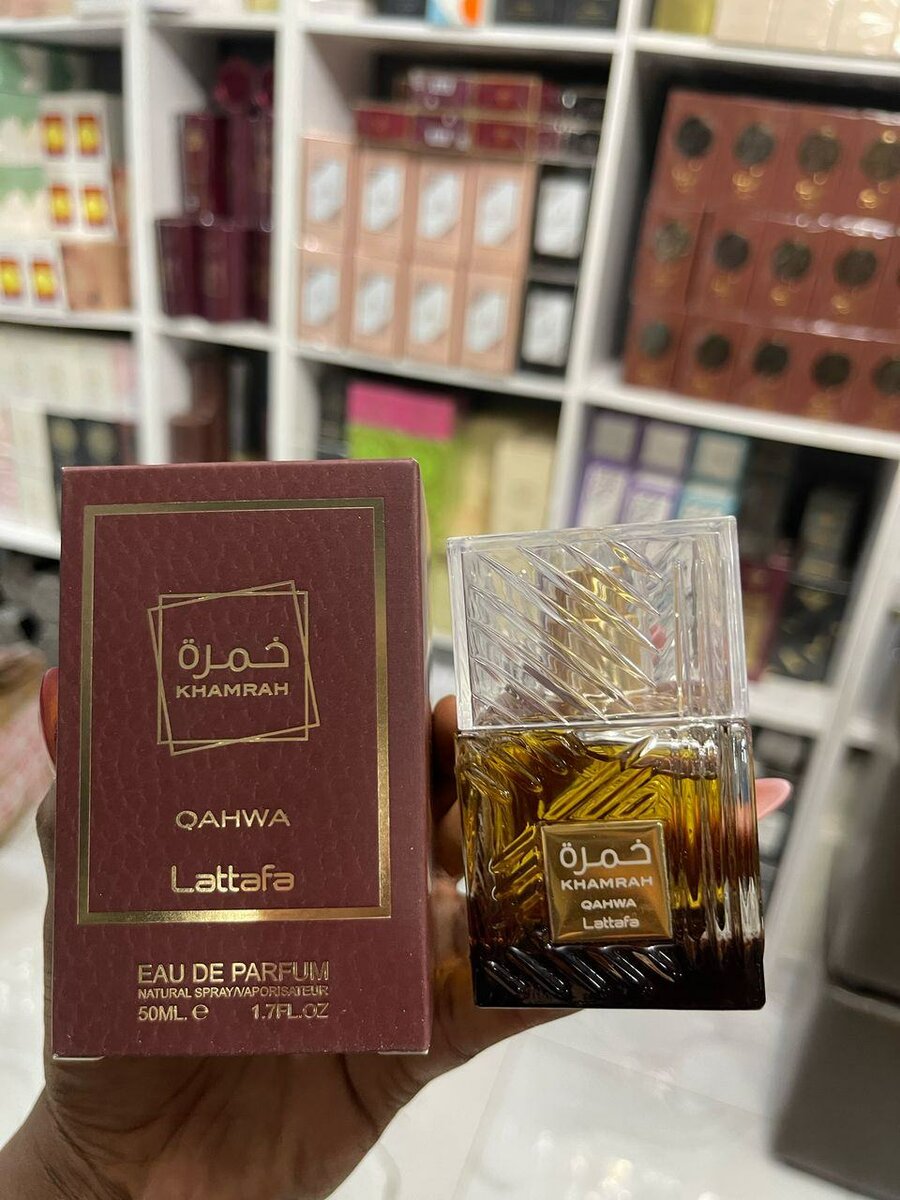 خمرة
KHAMRAH
QAHWA
Lattafa
EAU DE PARFUM
NATURAL SPRAY/VAPORISATEUR
50ML. e 1.7FL.OZ
خمرة
KHAMRAH
QAHWA
Lattafa